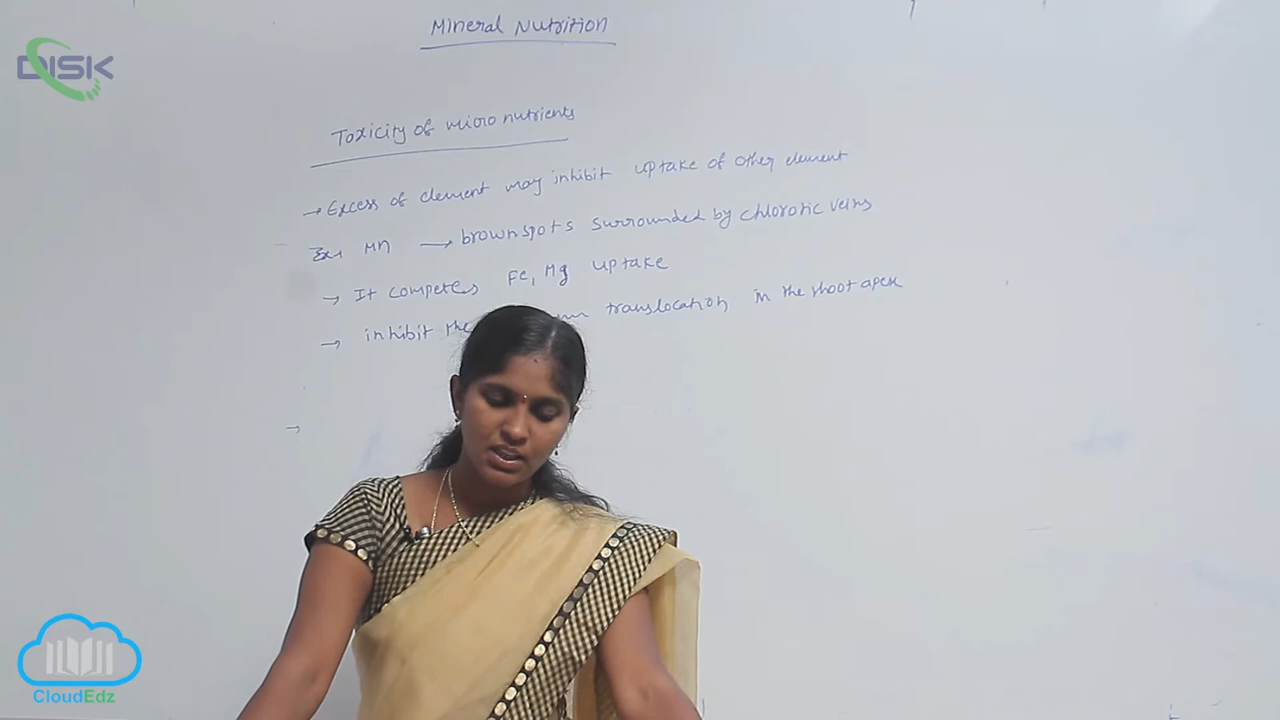 Mineral Nutrition
DISK
Toxicity of micro nutrients
→ Excess of element may inhibit uptake of other element
Ex:- Mn → brown spots surrounded by chlorotic veins
→ It competes Fe, Mg uptake
→ inhibit the translocation in the shoot apex
→
CloudEdz